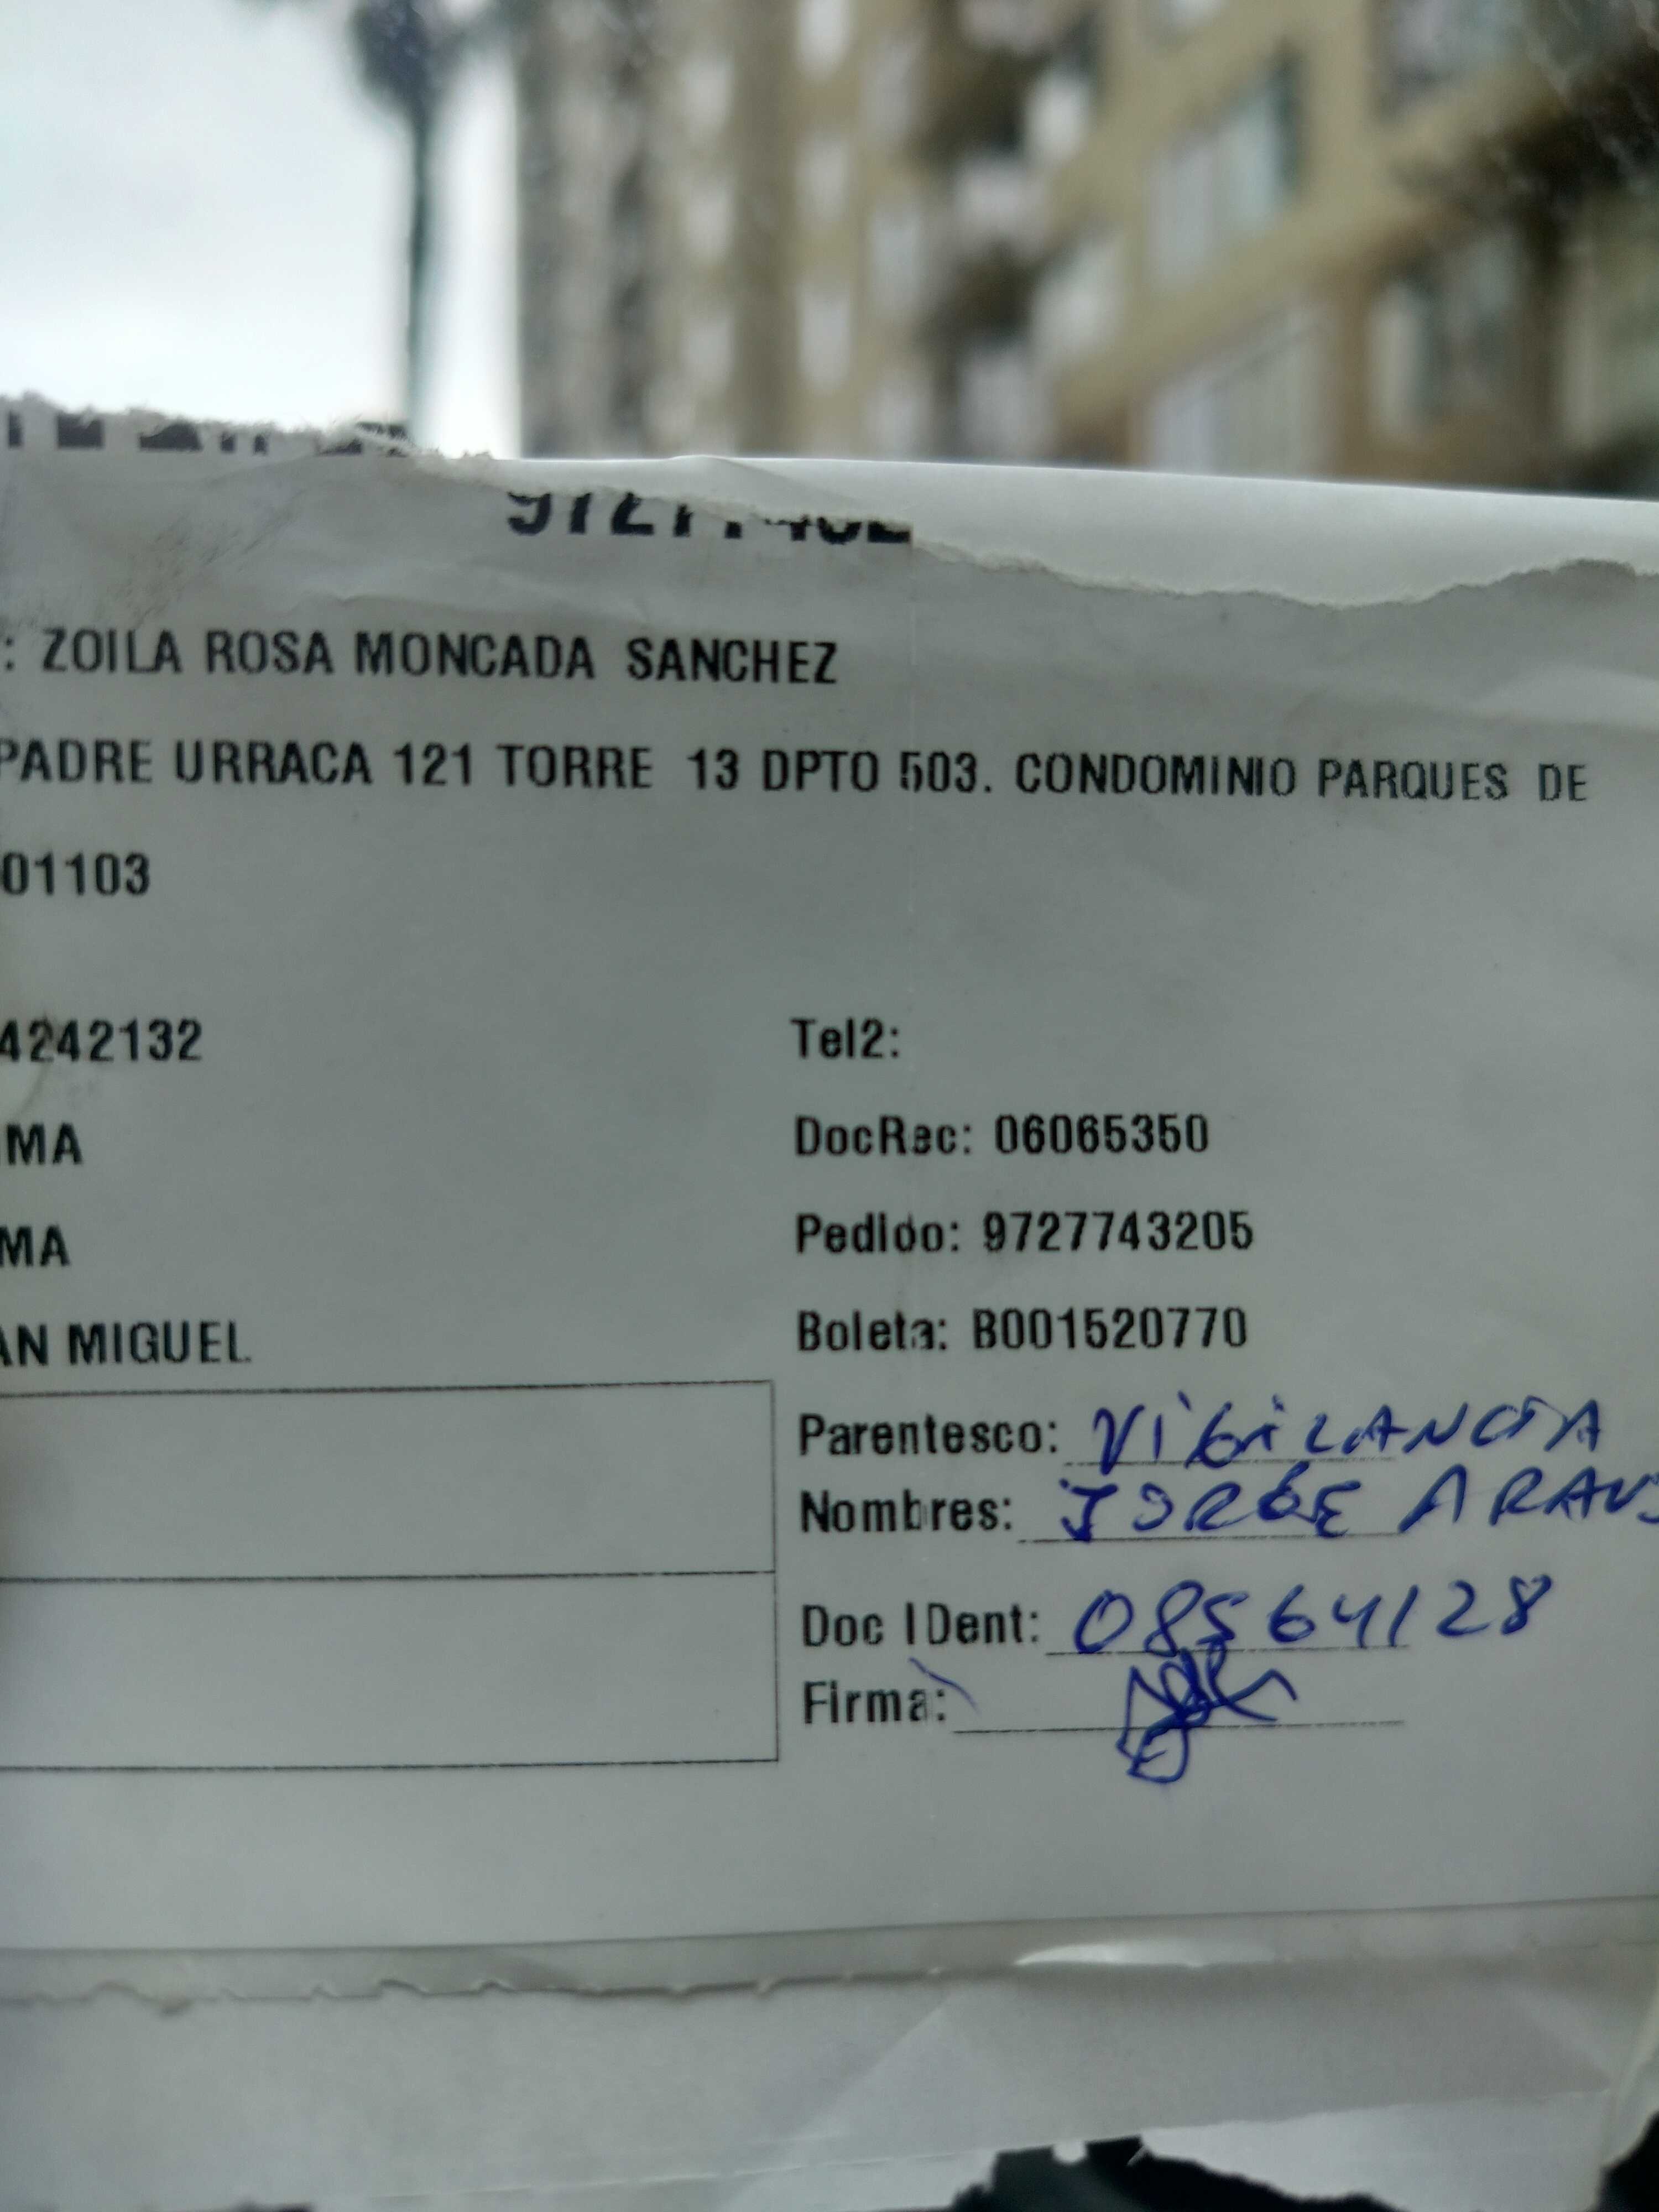 : ZOILA ROSA MONCADA SANCHEZ
PADRE URRACA 121 TORRE 13 DPTO 503. CONDOMINIO PARQUES DE
01103
4242132 Tel2:
MA DocRec: 06065350
MA Pedido: 9727743205
AN MIGUEL Boleta: B001520770
Parentesco: VIGILANCIA
Nombres: JORGE ARAUJ
Doc IDent: 08564128
Firma: